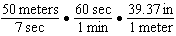 50 meters / 7 sec • 60 sec / 1 min • 39.37 in / 1 meter